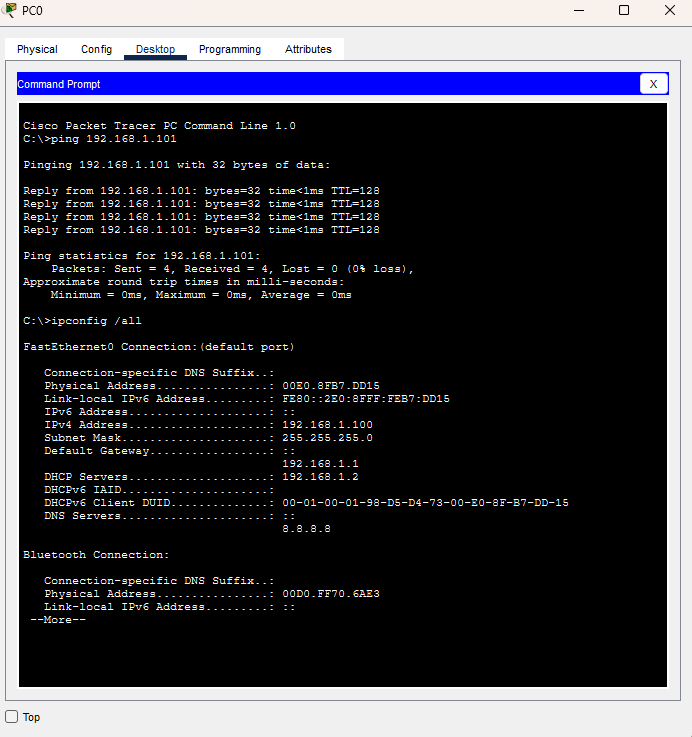 PC0
Physical Config Desktop Programming Attributes
Command Prompt X
Cisco Packet Tracer PC Command Line 1.0
C:\>ping 192.168.1.101
Pinging 192.168.1.101 with 32 bytes of data:
Reply from 192.168.1.101: bytes=32 time<1ms TTL=128
Reply from 192.168.1.101: bytes=32 time<1ms TTL=128
Reply from 192.168.1.101: bytes=32 time<1ms TTL=128
Reply from 192.168.1.101: bytes=32 time<1ms TTL=128
Ping statistics for 192.168.1.101:
    Packets: Sent = 4, Received = 4, Lost = 0 (0% loss),
Approximate round trip times in milli-seconds:
    Minimum = 0ms, Maximum = 0ms, Average = 0ms
C:\>ipconfig /all
FastEthernet0 Connection:(default port)
   Connection-specific DNS Suffix..:
   Physical Address................: 00E0.8FB7.DD15
   Link-local IPv6 Address.........: FE80::2E0:8FFF:FEB7:DD15
   IPv6 Address....................: ::
   IPv4 Address....................: 192.168.1.100
   Subnet Mask.....................: 255.255.255.0
   Default Gateway.................: ::
                                     192.168.1.1
   DHCP Servers....................: 192.168.1.2
   DHCPv6 IAID.....................:
   DHCPv6 Client DUID..............: 00-01-00-01-98-D5-D4-73-00-E0-8F-B7-DD-15
   DNS Servers.....................: ::
                                     8.8.8.8
Bluetooth Connection:
   Connection-specific DNS Suffix..:
   Physical Address................: 00D0.FF70.6AE3
   Link-local IPv6 Address.........: ::
 --More--
Top